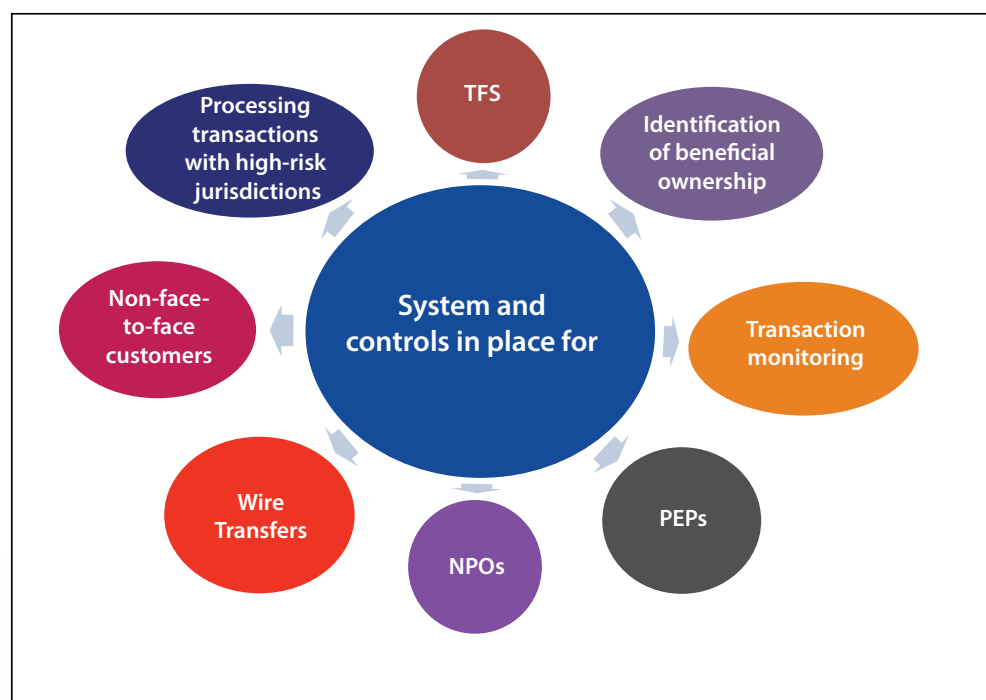 TFS
Identification
of beneficial
ownership
Transaction
monitoring
PEPs
NPOs
Wire
Transfers
Non-face-
to-face
customers
Processing
transactions
with high-risk
jurisdictions
System and
controls in place for